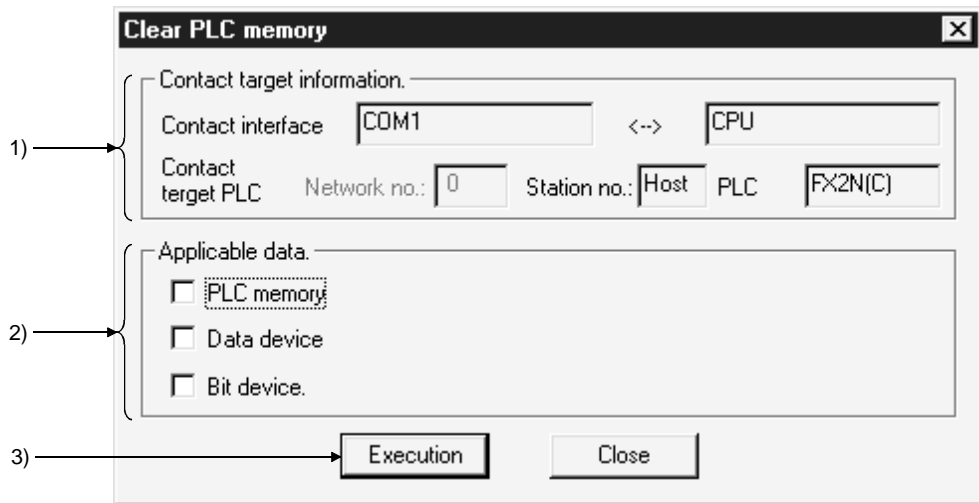 Clear PLC memory
1)
Contact target information.
Contact interface COM1 <--> CPU
Contact
terget PLC Network no.: 0 Station no.: Host PLC FX2N(C)
2)
Applicable data.
PLC memory
Data device
Bit device.
3)
Execution Close